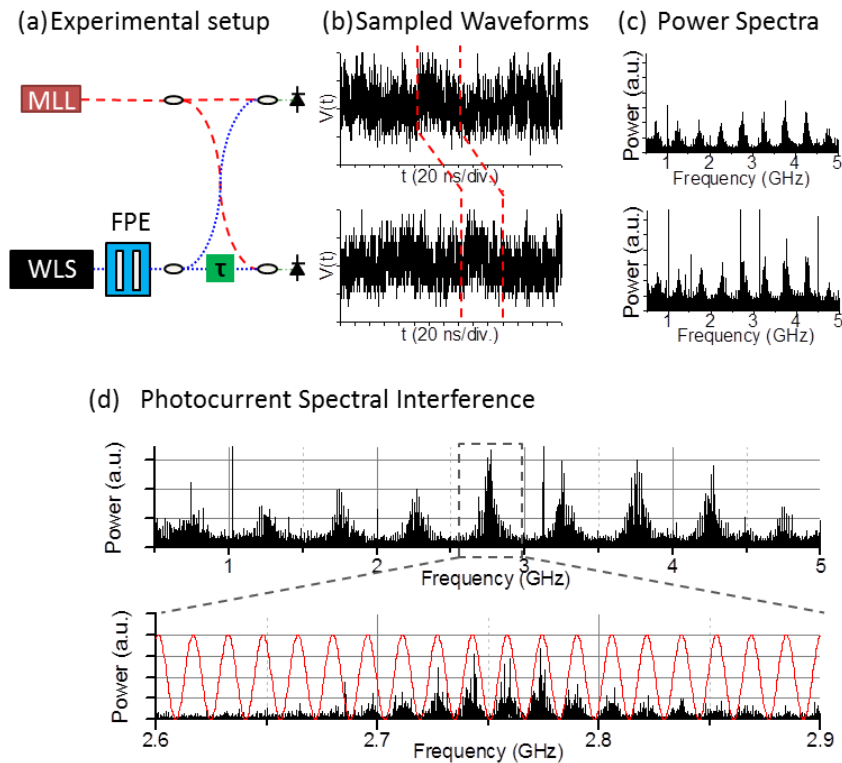 (a) Experimental setup
(b) Sampled Waveforms
(c) Power Spectra
MLL
FPE
WLS
τ
V(t)
t (20 ns/div.)
V(t)
t (20 ns/div.)
Power (a.u.)
1 2 3 4 5
Frequency (GHz)
Power (a.u.)
1 2 3 4 5
Frequency (GHz)
(d) Photocurrent Spectral Interference
Power (a.u.)
1 2 3 4 5
Frequency (GHz)
Power (a.u.)
2.6 2.7 2.8 2.9
Frequency (GHz)